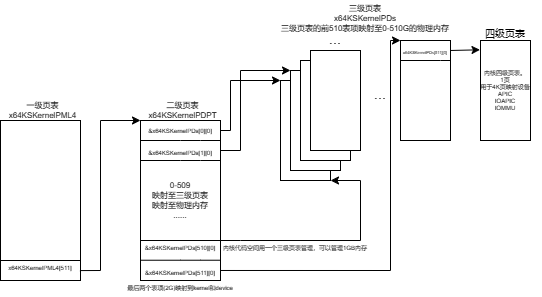 三级页表
x64KSKernelPDs
三级页表的前510表项映射至0-510G的物理内存
...
四级页表
x64KSKernelPDs[511][0]
内核四级页表。
1页
用于4K页映射设备
APIC
IOAPIC
IOMMU
...
一级页表
x64KSKernelPML4
二级页表
x64KSKernelPDPT
&x64KSKernelPDs[0][0]
&x64KSKernelPDs[1][0]
0-509
映射至三级页表
映射至物理内存
......
&x64KSKernelPDs[510][0]
内核代码空间用一个三级页表管理，可以管理1GB内存
x64KSKernelPML4[511]
&x64KSKernelPDs[511][0]
最后两个表项(2G)映射到kernel和device